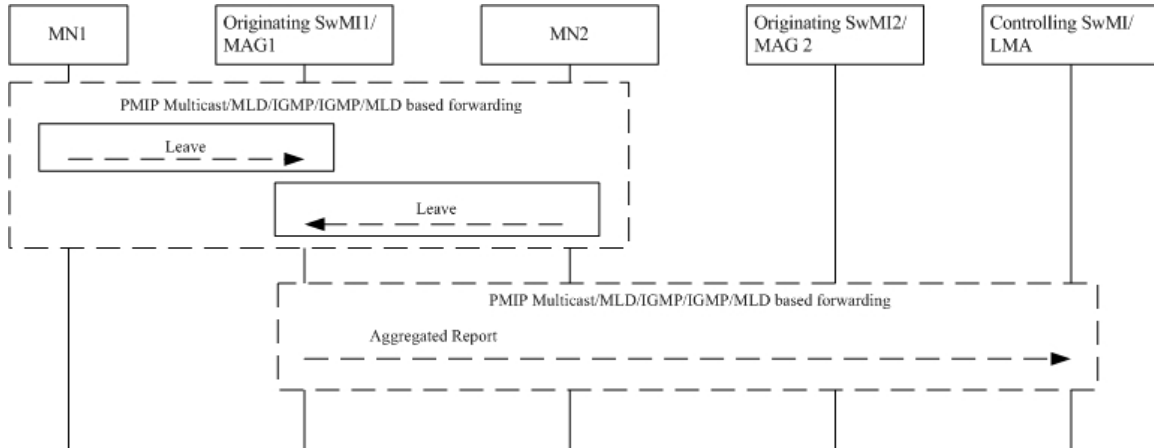 MN1
Originating SwMI1/
MAG1
MN2
Originating SwMI2/
MAG 2
Controlling SwMI/
LMA
PMIP Multicast/MLD/IGMP/IGMP/MLD based forwarding
Leave
Leave
PMIP Multicast/MLD/IGMP/IGMP/MLD based forwarding
Aggregated Report